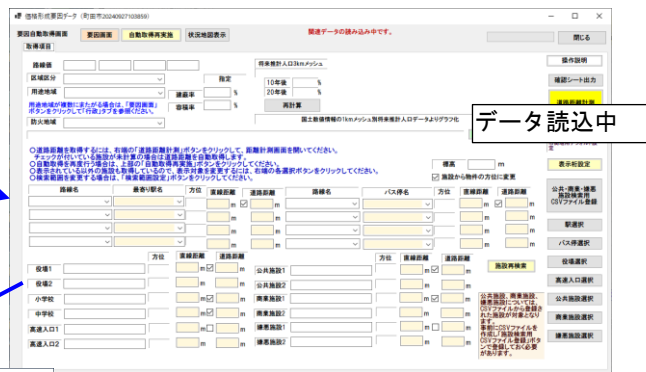 価格形成要因データ (町田市20240927103859)
要因自動取得画面 要因画面 自動取得再実施 状況地図表示 関連データの読み込み中です。 閉じる
取得項目
路線価 将来推計人口3kmメッシュ 操作説明
区域区分 指定 10年後 % 確認シート出力
用途地域 建蔽率 % 20年後 %
用途地域が複数にまたがる場合は、「要因画面」 容積率 % 再計算 道路距離計測
ボタンをクリックして「行政」タブを参照ください。
防火地域 国土数値情報の1kmメッシュ別将来推計人口データよりグラフ化
データ読込中
○道路距離を取得するには、右端の「道路距離計測」ボタンをクリックして、距離計測画面を開いてください。
チェックが付いている施設が未計算の場合は道路距離を自動取得します。
○自動取得を再度行う場合は、上部の「自動取得再実施」ボタンをクリックしてください。 標高 m 表示桁設定
○表示されている以外の施設も取得しているので、表示対象を変更するには、右端の各選択ボタンをクリックしてください。
○検索範囲を変更する場合は、「検索範囲設定」ボタンをクリックしてください。 施設から物件の方位に変更
路線名 最寄り駅名 方位 直線距離 道路距離 路線名 バス停名 方位 直線距離 道路距離
m m m m
m m m m
m m m m
m m m m
公共・商業・嫌悪
施設検索用
CSVファイル登録
駅選択
バス停選択
方位 直線距離 道路距離 方位 直線距離 道路距離
役場1 m m 公共施設1 m m 施設再検索 役場選択
役場2 m m 公共施設2 m m 高速入口選択
小学校 m m 商業施設1 m m 公共施設選択
中学校 m m 商業施設2 m m 商業施設選択
高速入口1 m m 嫌悪施設1 m m 嫌悪施設選択
高速入口2 m m 嫌悪施設2 m m
公共施設、商業施設、
嫌悪施設については、
CSVファイルから登録さ
れた施設が対象となり
ます。
事前にCSVファイルを
作成し「施設検索用
CSVファイル登録」ボタ
ンで登録しておく必要
があります。